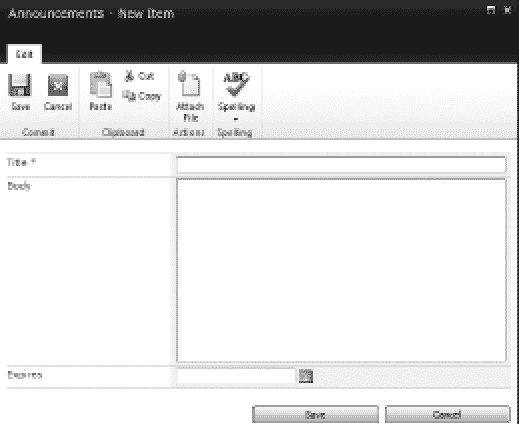 Announcements - New Item
Edit
Save Cancel Paste Cut Copy Attach File ABC Spelling
Commit Clipboard Actions Spelling
Title *
Body
Expires
Save Cancel